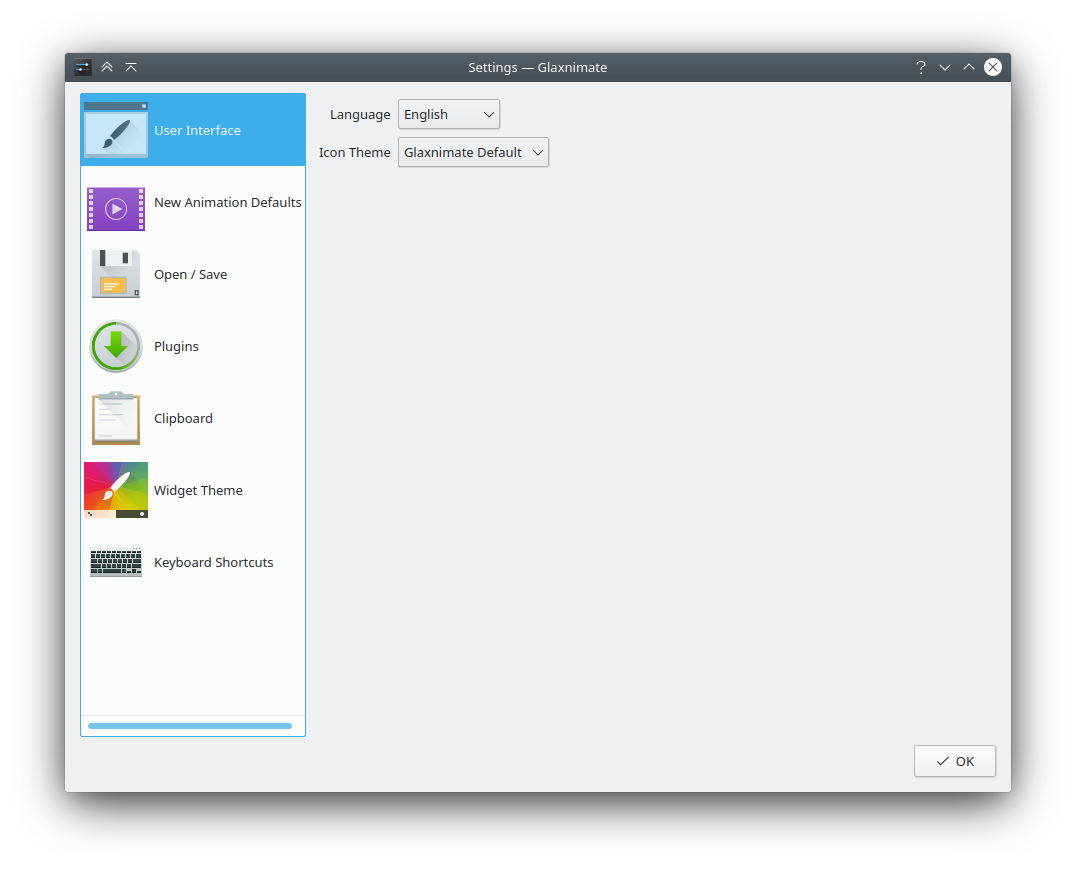 Settings — Glaxnimate
User Interface
New Animation Defaults
Open / Save
Plugins
Clipboard
Widget Theme
Keyboard Shortcuts
Language English
Icon Theme Glaxnimate Default
OK